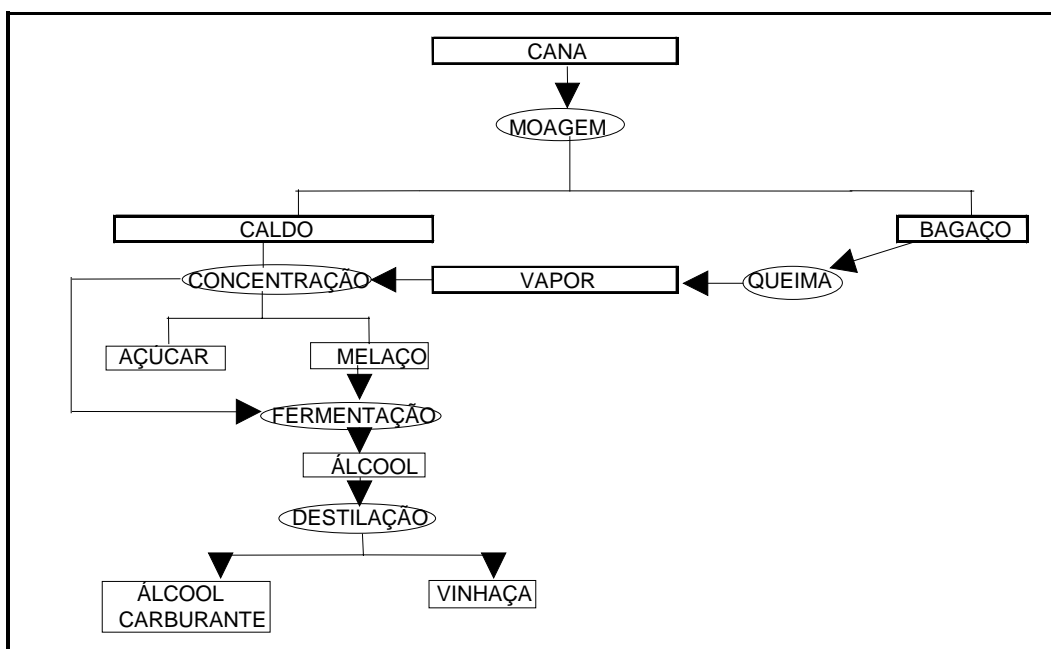 CANA
MOAGEM
CALDO
BAGAÇO
CONCENTRAÇÃO
VAPOR
QUEIMA
AÇÚCAR
MELAÇO
FERMENTAÇÃO
ÁLCOOL
DESTILAÇÃO
ÁLCOOL
CARBURANTE
VINHAÇA